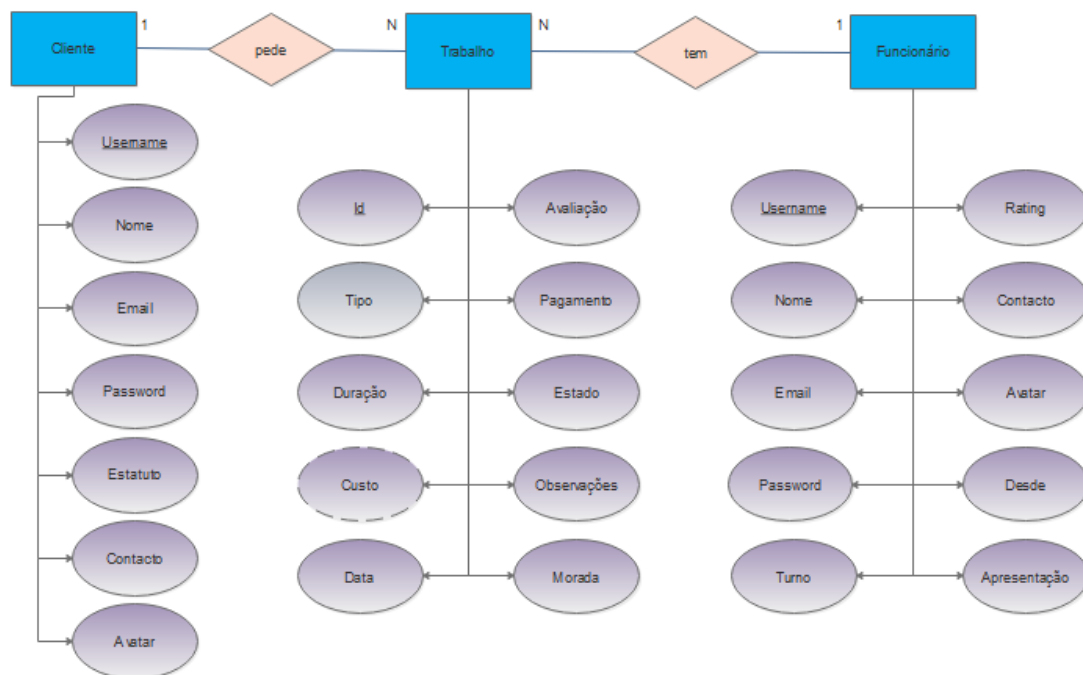 1 N N 1
Cliente pede Trabalho tem Funcionário
Username
Nome
Email
Password
Estatuto
Contacto
Avatar
Id Avaliação
Tipo Pagamento
Duração Estado
Custo Observações
Data Morada
Username Rating
Nome Contacto
Email Avatar
Password Desde
Turno Apresentação